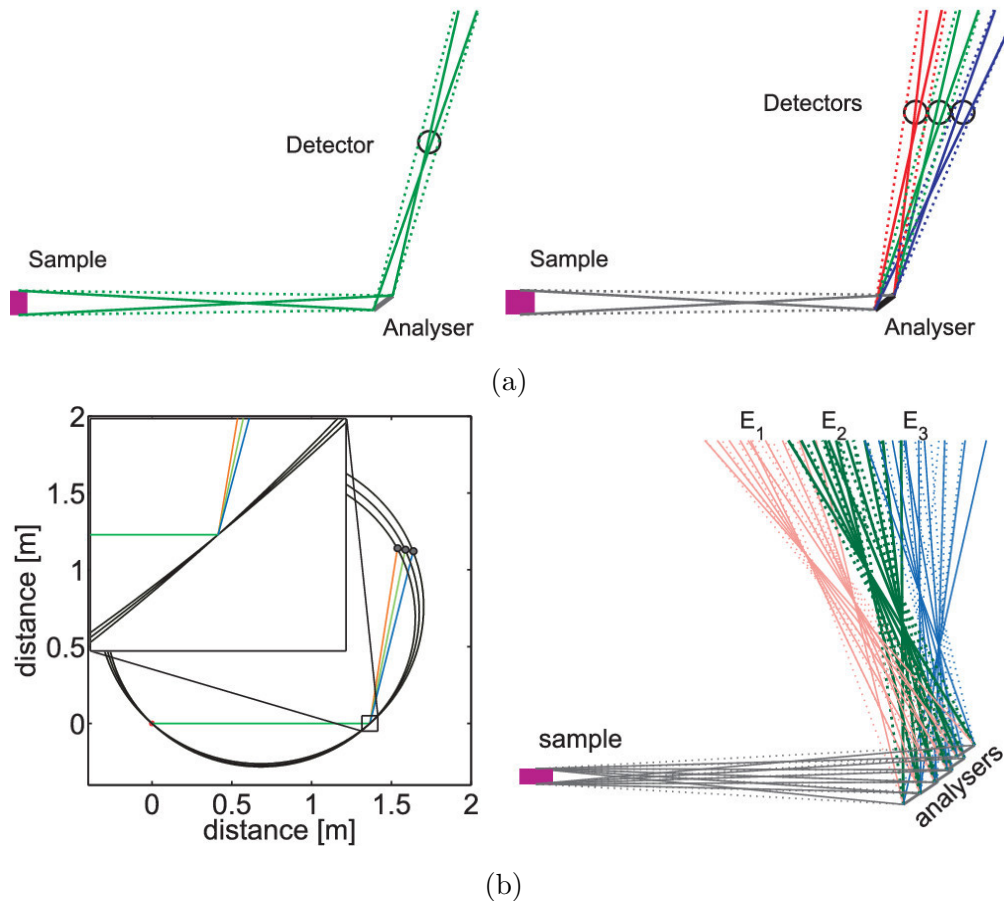 Detector
Sample
Analyser
Detectors
Sample
Analyser
(a)
2
1.5
1
0.5
0
0 0.5 1 1.5 2
distance [m]
distance [m]
E1 E2 E3
sample
analysers
(b)